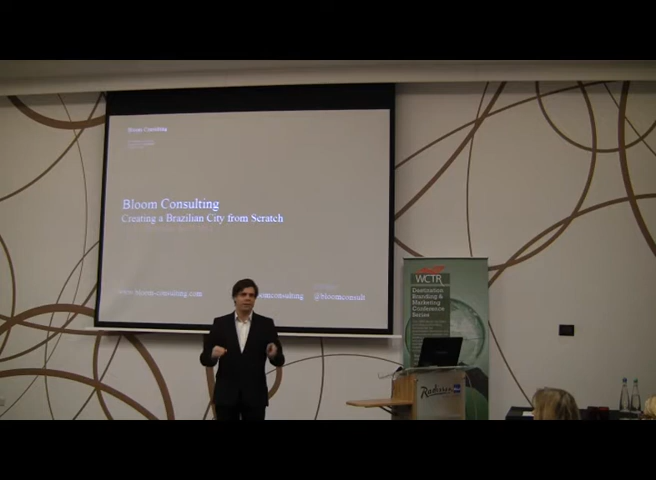 Bloom Consulting
Bloom Consulting
Creating a Brazilian City from Scratch
www.bloom-consulting.com
@bloomconsult
WCTR
Destination
Branding &
Marketing
Conference
Series
Radisson